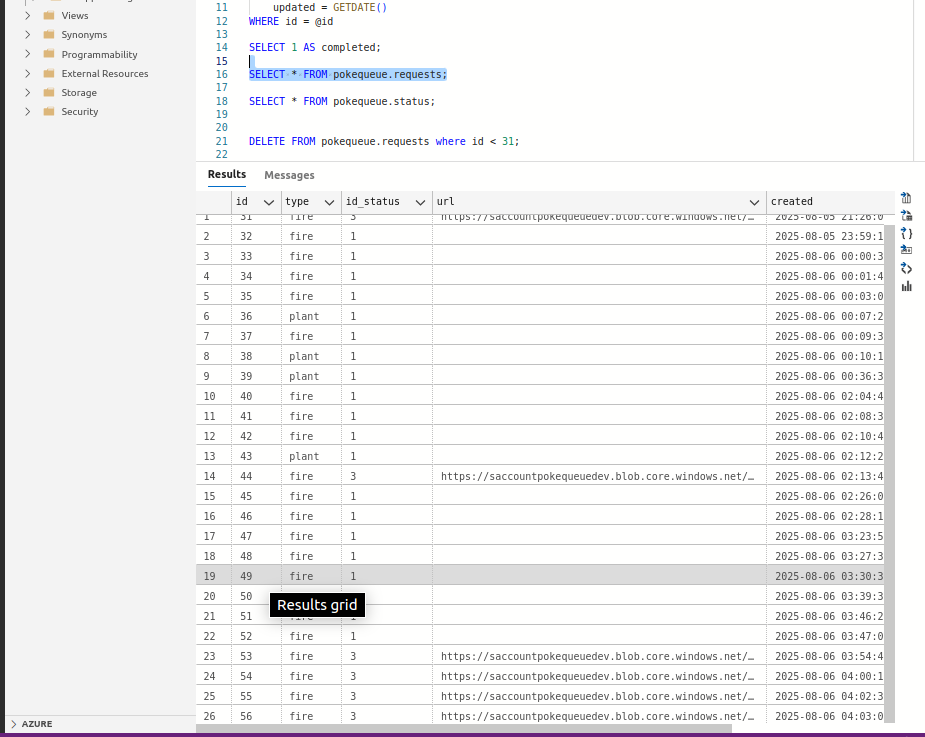 Views
Synonyms
Programmability
External Resources
Storage
Security
AZURE
11 updated = GETDATE()
12 WHERE id = @id
13
14 SELECT 1 AS completed;
15
16 SELECT * FROM pokequeue.requests;
17
18 SELECT * FROM pokequeue.status;
19
20
21 DELETE FROM pokequeue.requests where id < 31;
22
Results Messages
id type id_status url created
1 31 fire 3 https://saccountpokequeuedev.blob.core.windows.net/… 2025-08-05 21:26:0
2 32 fire 1 2025-08-05 23:59:1
3 33 fire 1 2025-08-06 00:00:3
4 34 fire 1 2025-08-06 00:01:4
5 35 fire 1 2025-08-06 00:03:0
6 36 plant 1 2025-08-06 00:07:2
7 37 fire 1 2025-08-06 00:09:3
8 38 plant 1 2025-08-06 00:10:1
9 39 plant 1 2025-08-06 00:36:3
10 40 fire 1 2025-08-06 02:04:4
11 41 fire 1 2025-08-06 02:08:3
12 42 fire 1 2025-08-06 02:10:4
13 43 plant 1 2025-08-06 02:12:2
14 44 fire 3 https://saccountpokequeuedev.blob.core.windows.net/… 2025-08-06 02:13:4
15 45 fire 1 2025-08-06 02:26:0
16 46 fire 1 2025-08-06 02:28:1
17 47 fire 1 2025-08-06 03:23:5
18 48 fire 1 2025-08-06 03:27:3
19 49 fire 1 2025-08-06 03:30:3
20 50 2025-08-06 03:39:3
Results grid
21 51 2025-08-06 03:46:2
22 52 fire 1 2025-08-06 03:47:0
23 53 fire 3 https://saccountpokequeuedev.blob.core.windows.net/… 2025-08-06 03:54:4
24 54 fire 3 https://saccountpokequeuedev.blob.core.windows.net/… 2025-08-06 04:00:1
25 55 fire 3 https://saccountpokequeuedev.blob.core.windows.net/… 2025-08-06 04:02:3
26 56 fire 3 https://saccountpokequeuedev.blob.core.windows.net/… 2025-08-06 04:03:0